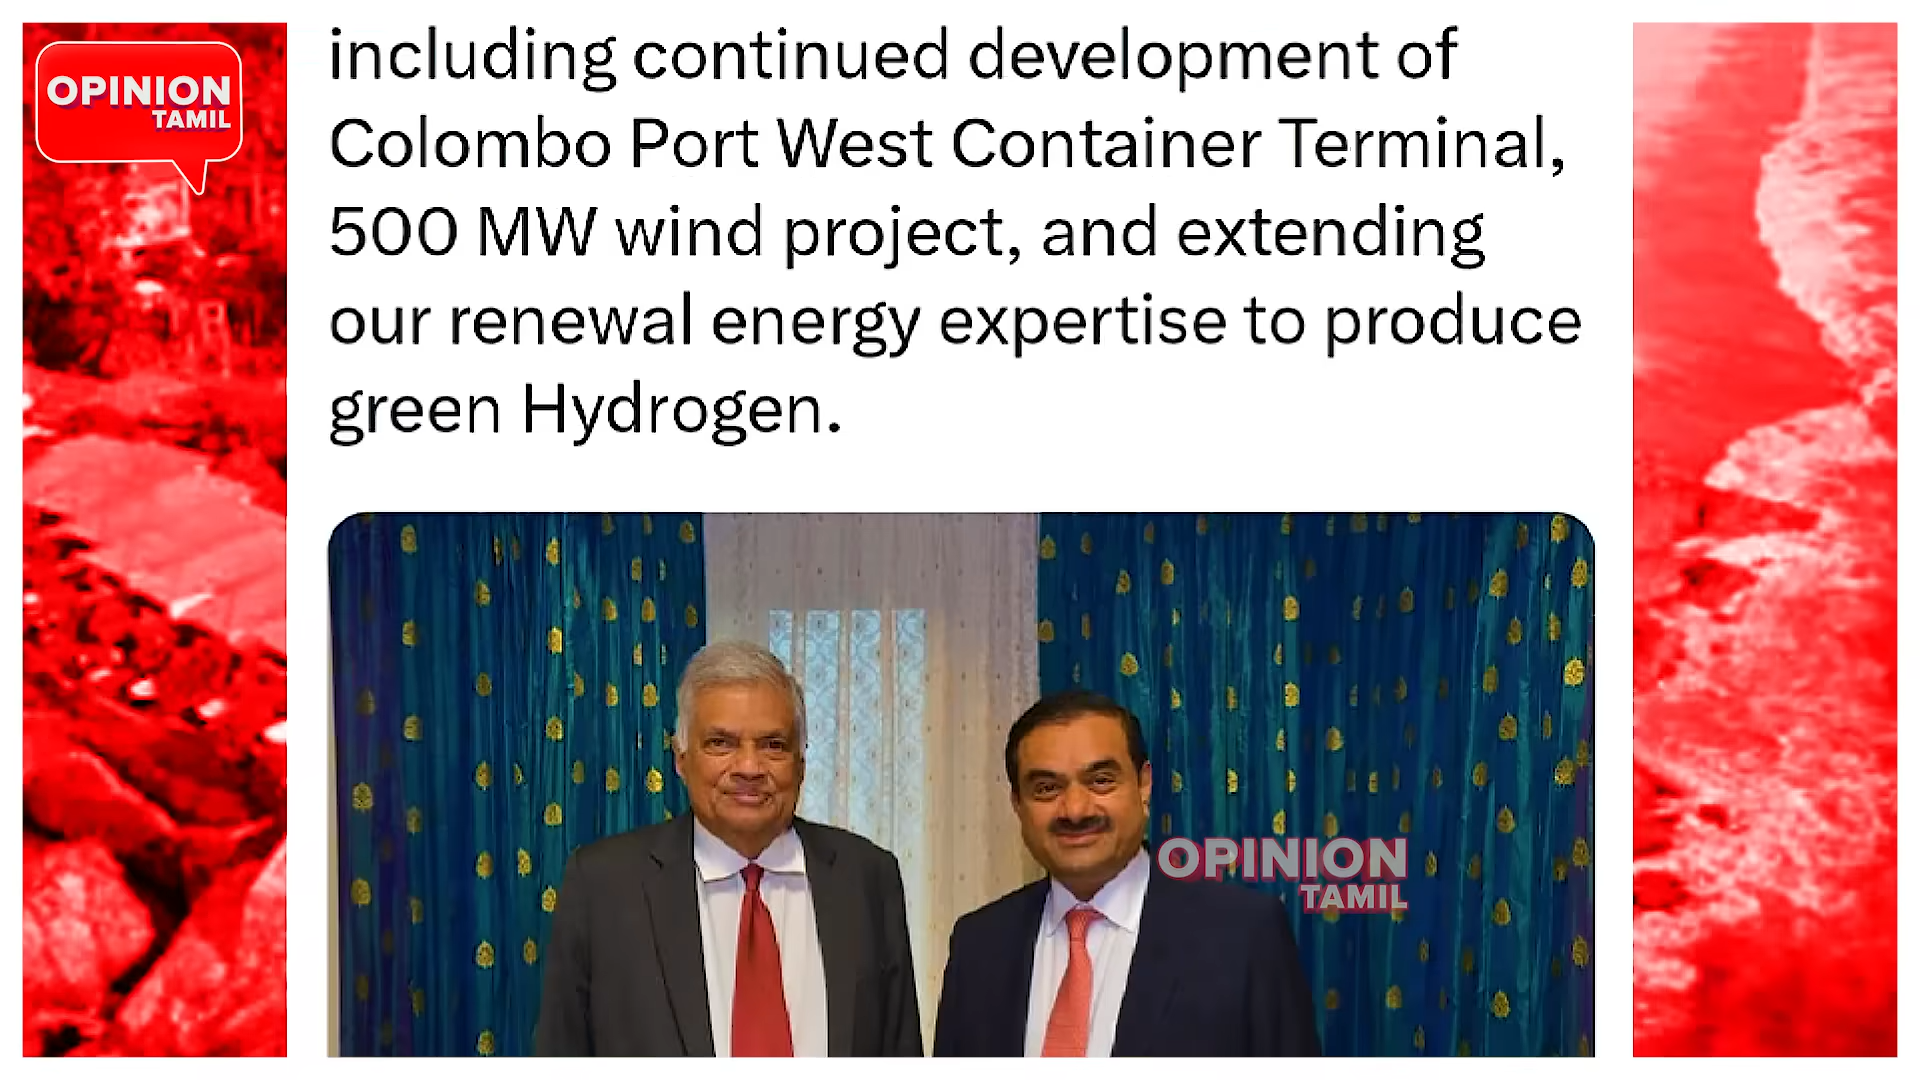 OPINION
TAMIL
including continued development of
Colombo Port West Container Terminal,
500 MW wind project, and extending
our renewal energy expertise to produce
green Hydrogen.
OPINION
TAMIL